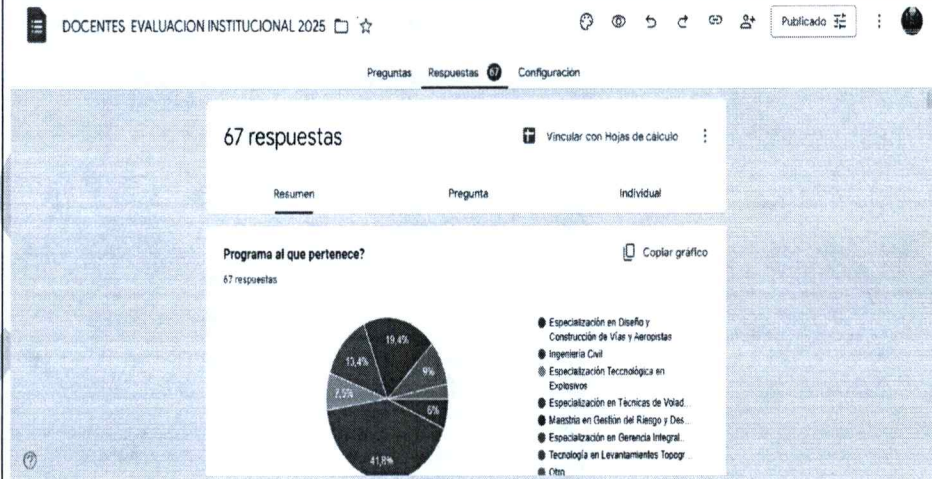 DOCENTES EVALUACION INSTITUCIONAL 2025
Publicado
Preguntas Respuestas 67 Configuración
67 respuestas
Vincular con Hojas de cálculo
Resumen Pregunta Individual
Programa al que pertenece?
Copiar gráfico
67 respuestas
19,4%
13,4%
9%
7,5%
6%
41,8%
Especialización en Diseño y
Construcción de Vías y Aeropistas
Ingeniería Civil
Especialización Teccnológica en
Explosivos
Especialización en Técnicas de Volad...
Maestría en Gestión del Riesgo y Des...
Especialización en Gerencia Integral...
Tecnología en Levantamientos Topogr...
Otro